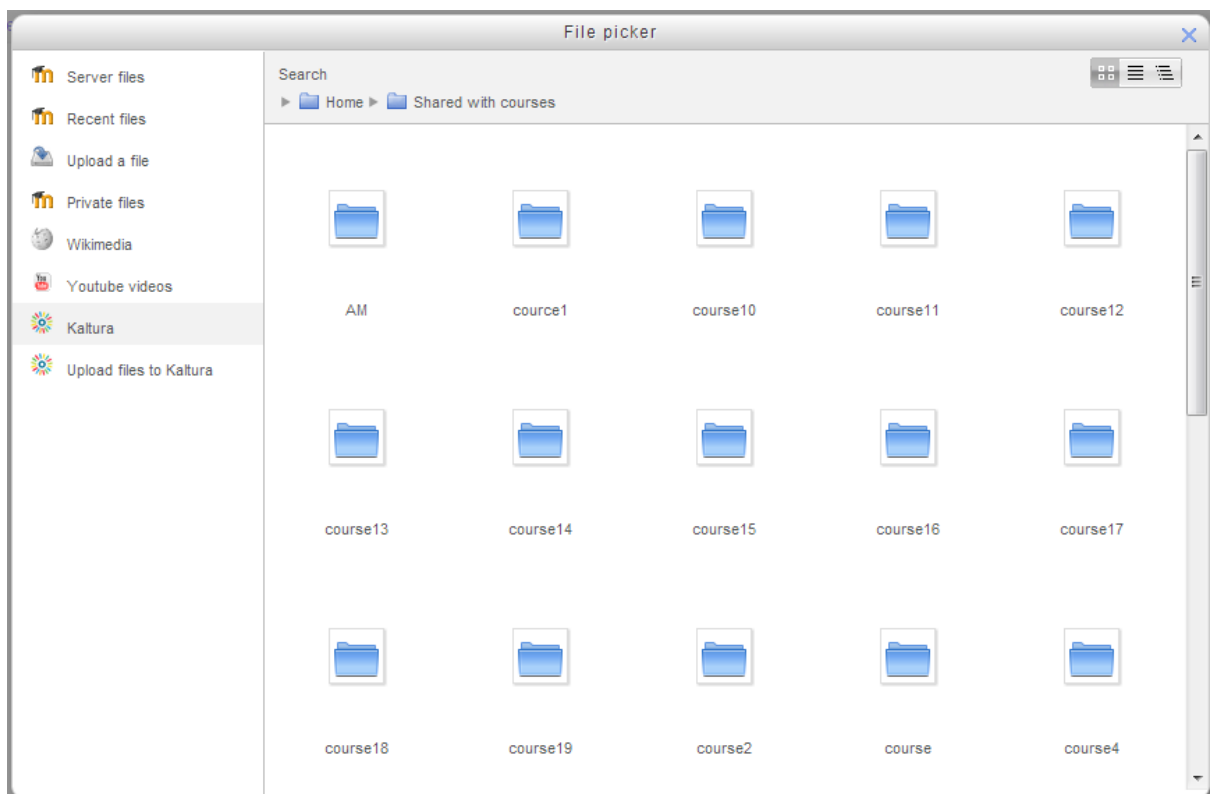 File picker
Server files
Recent files
Upload a file
Private files
Wikimedia
Youtube videos
Kaltura
Upload files to Kaltura
Search
Home Shared with courses
AM cource1 course10 course11 course12
course13 course14 course15 course16 course17
course18 course19 course2 course course4